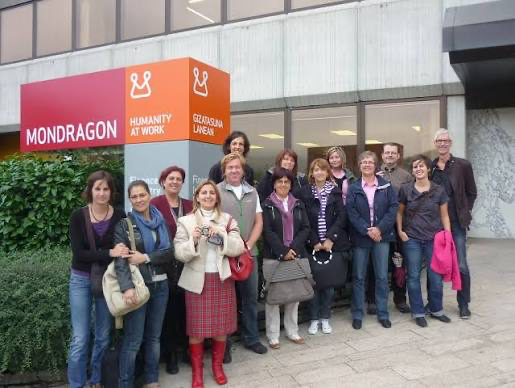 MONDRAGON
HUMANITY
AT WORK
GIZATASUNA
LANEAN